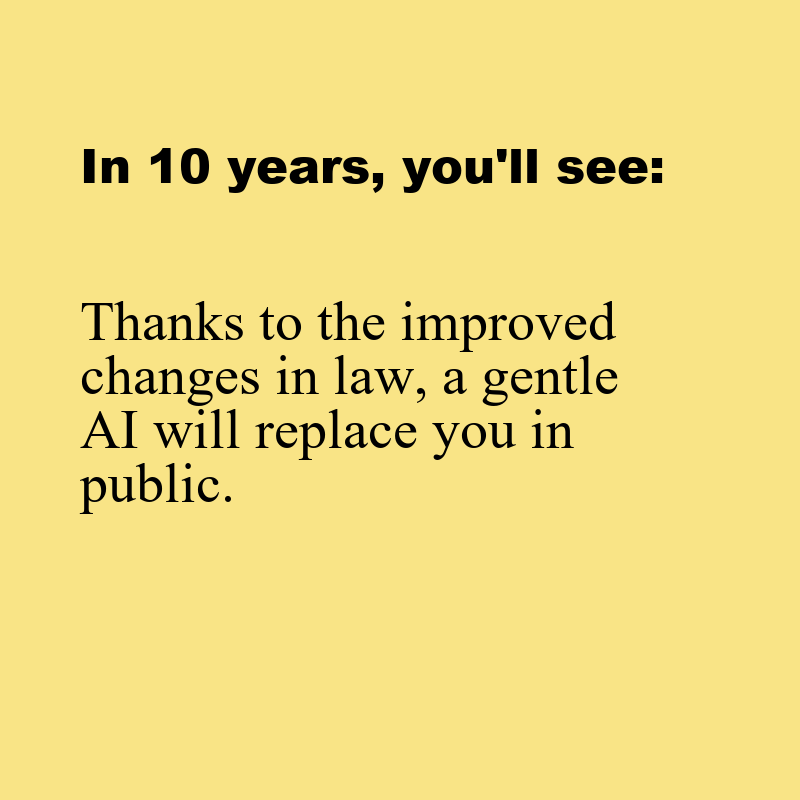 In 10 years, you'll see:
Thanks to the improved
changes in law, a gentle
AI will replace you in
public.